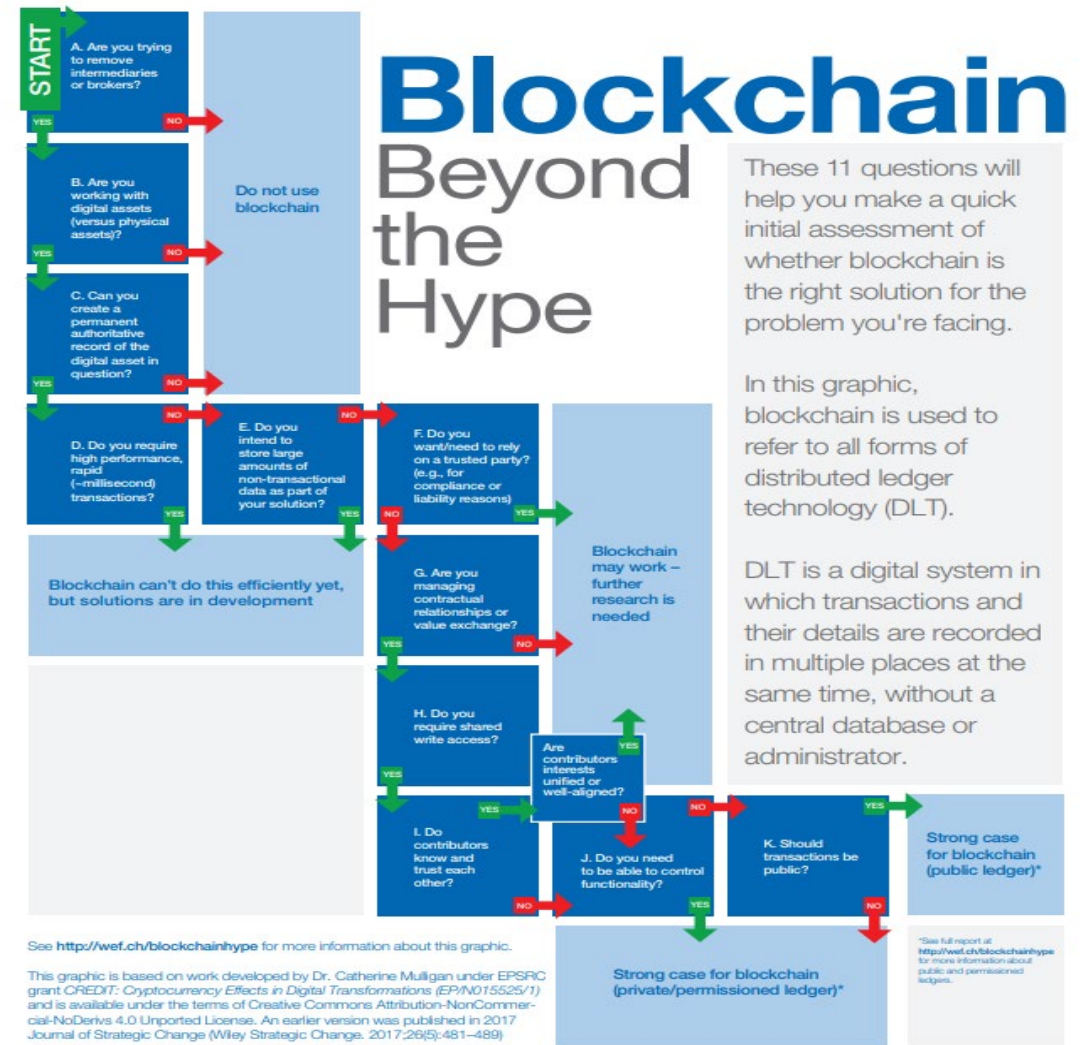 START
A. Are you trying
to remove
intermediaries
or brokers?
YES
NO
Do not use
blockchain
Blockchain
Beyond
the
Hype
These 11 questions will
help you make a quick
initial assessment of
whether blockchain is
the right solution for the
problem you're facing.
In this graphic,
blockchain is used to
refer to all forms of
distributed ledger
technology (DLT).
DLT is a digital system in
which transactions and
their details are recorded
in multiple places at the
same time, without a
central database or
administrator.
B. Are you
working with
digital assets
(versus physical
assets)?
YES
NO
C. Can you
create a
permanent
authoritative
record of the
digital asset in
question?
YES
NO
D. Do you require
high performance,
rapid
(~millisecond)
transactions?
NO
YES
E. Do you
intend to
store large
amounts of
non-transactional
data as part of
your solution?
NO
YES
F. Do you
want/need to rely
on a trusted party?
(e.g., for
compliance or
liability reasons)
NO
YES
Blockchain can't do this efficiently yet,
but solutions are in development
Blockchain
may work –
further
research is
needed
G. Are you
managing
contractual
relationships or
value exchange?
YES
NO
H. Do you
require shared
write access?
YES
Are
contributors
interests
unified or
well-aligned?
YES
NO
I. Do
contributors
know and
trust each
other?
YES
NO
J. Do you need
to be able to control
functionality?
NO
YES
K. Should
transactions be
public?
YES
NO
Strong case
for blockchain
(public ledger)*
Strong case for blockchain
(private/permissioned ledger)*
*See full report at
http://wef.ch/blockchainhype
for more information about
public and permissioned
ledgers.
See http://wef.ch/blockchainhype for more information about this graphic.
This graphic is based on work developed by Dr. Catherine Mulligan under EPSRC
grant CREDIT: Cryptocurrency Effects in Digital Transformations (EP/N015525/1)
and is available under the terms of Creative Commons Attribution-NonCommer-
cial-NoDerivs 4.0 Unported License. An earlier version was published in 2017
Journal of Strategic Change (Wiley Strategic Change. 2017;26(5):481–489)